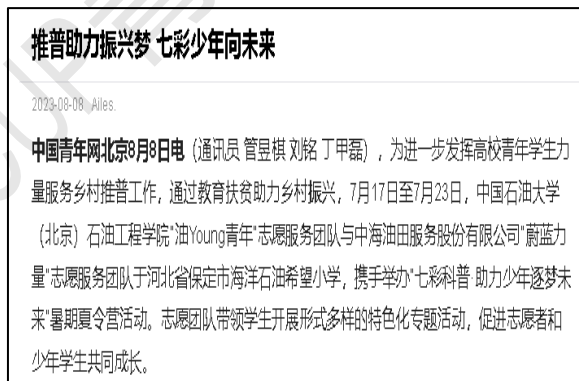 推普助力振兴梦 七彩少年向未来
2023-08-08 Ailes.
中国青年网北京8月8日电（通讯员 管昱棋 刘铭 丁甲磊），为进一步发挥高校青年学生力
量服务乡村推普工作，通过教育扶贫助力乡村振兴，7月17日至7月23日，中国石油大学
（北京）石油工程学院"油Young青年"志愿服务团队与中海油田服务股份有限公司"蔚蓝力
量"志愿服务团队于河北省保定市海洋石油希望小学，携手举办"七彩科普·助力少年逐梦未
来"暑期夏令营活动。志愿团队带领学生开展形式多样的特色化专题活动，促进志愿者和
少年学生共同成长。